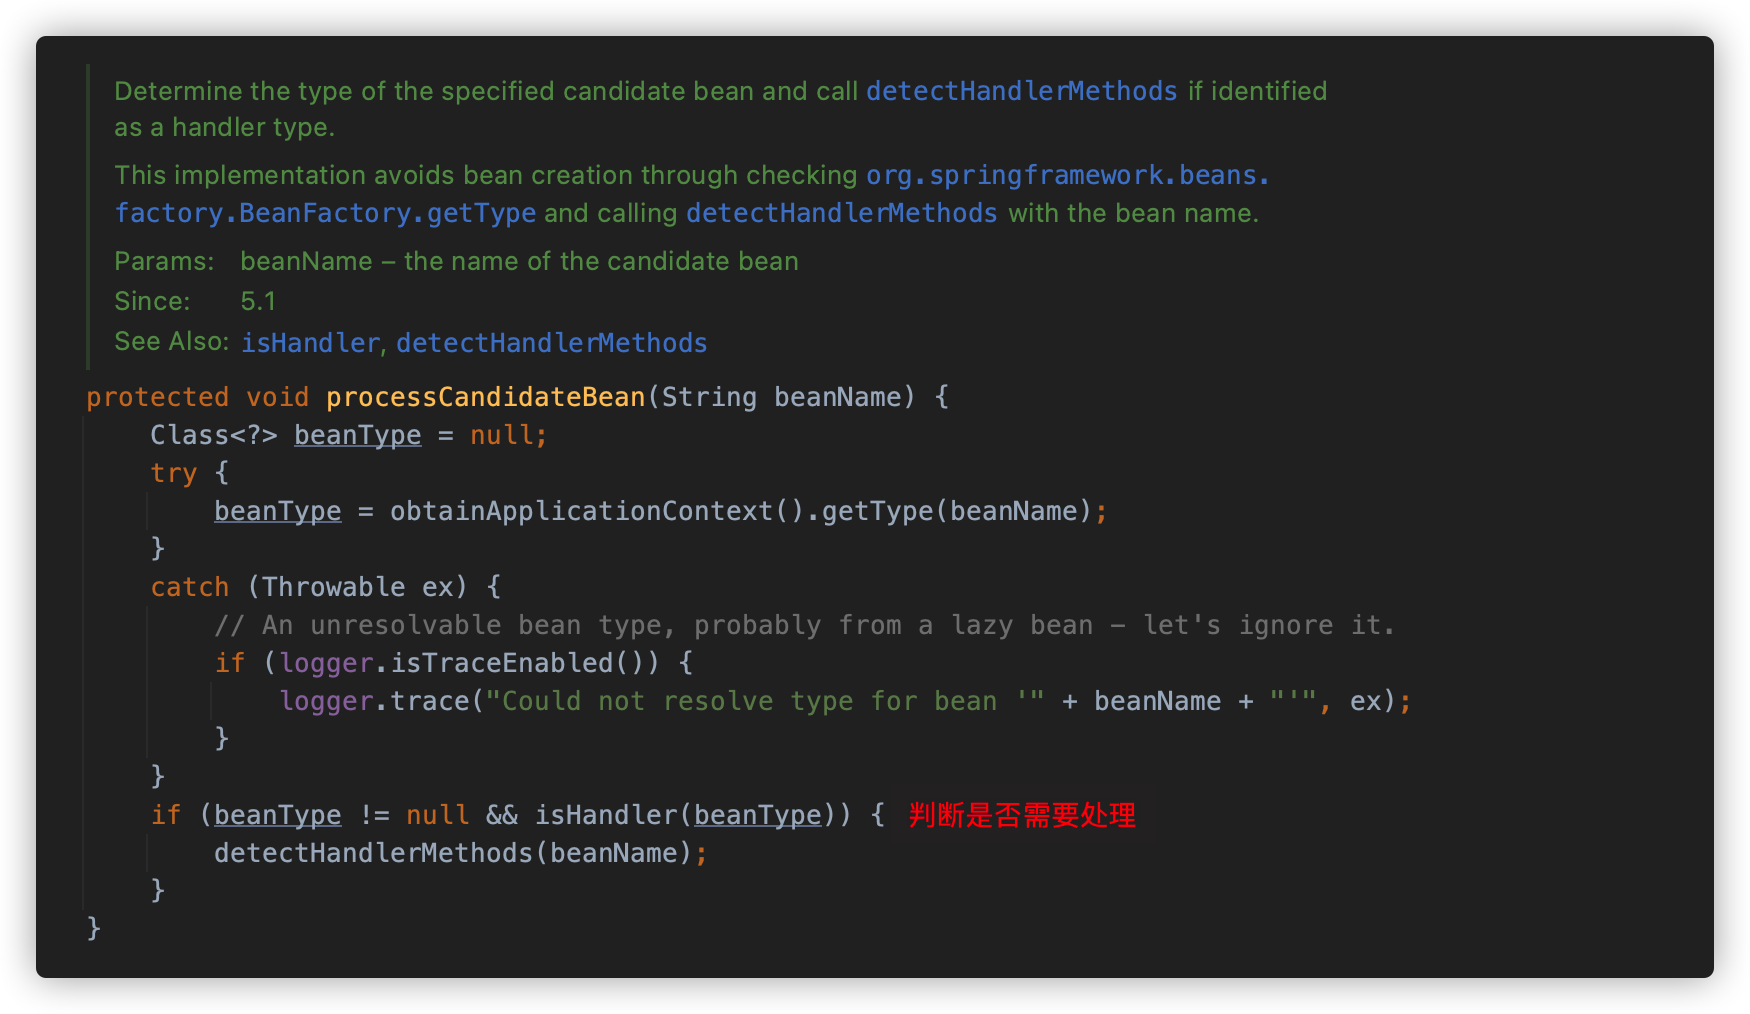 Determine the type of the specified candidate bean and call detectHandlerMethods if identified
as a handler type.
This implementation avoids bean creation through checking org.springframework.beans.
factory.BeanFactory.getType and calling detectHandlerMethods with the bean name.
Params: beanName – the name of the candidate bean
Since: 5.1
See Also: isHandler, detectHandlerMethods
protected void processCandidateBean(String beanName) {
    Class<?> beanType = null;
    try {
        beanType = obtainApplicationContext().getType(beanName);
    }
    catch (Throwable ex) {
        // An unresolvable bean type, probably from a lazy bean – let's ignore it.
        if (logger.isTraceEnabled()) {
            logger.trace("Could not resolve type for bean '" + beanName + "'", ex);
        }
    }
    if (beanType != null && isHandler(beanType)) { 判断是否需要处理
        detectHandlerMethods(beanName);
    }
}